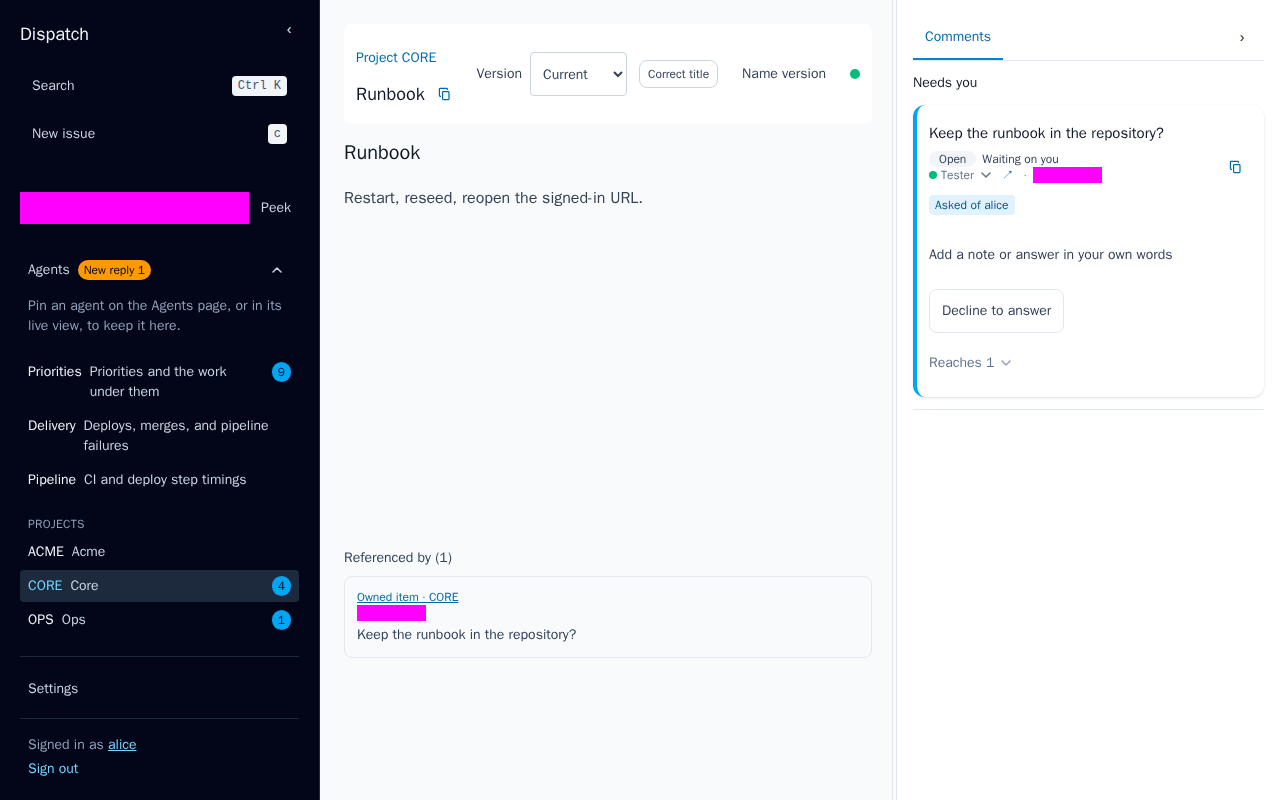 Dispatch
Search
Ctrl K
New issue
C
Peek
Agents
New reply 1
Pin an agent on the Agents page, or in its
live view, to keep it here.
Priorities
Priorities and the work
under them
9
Delivery
Deploys, merges, and pipeline
failures
Pipeline
CI and deploy step timings
PROJECTS
ACME Acme
CORE Core
4
OPS Ops
1
Settings
Signed in as alice
Sign out
Project CORE
Runbook
Version
Current
Correct title
Name version
Runbook
Restart, reseed, reopen the signed-in URL.
Referenced by (1)
Owned item · CORE
Keep the runbook in the repository?
Comments
Needs you
Keep the runbook in the repository?
Open
Waiting on you
Tester
·
Asked of alice
Add a note or answer in your own words
Decline to answer
Reaches 1